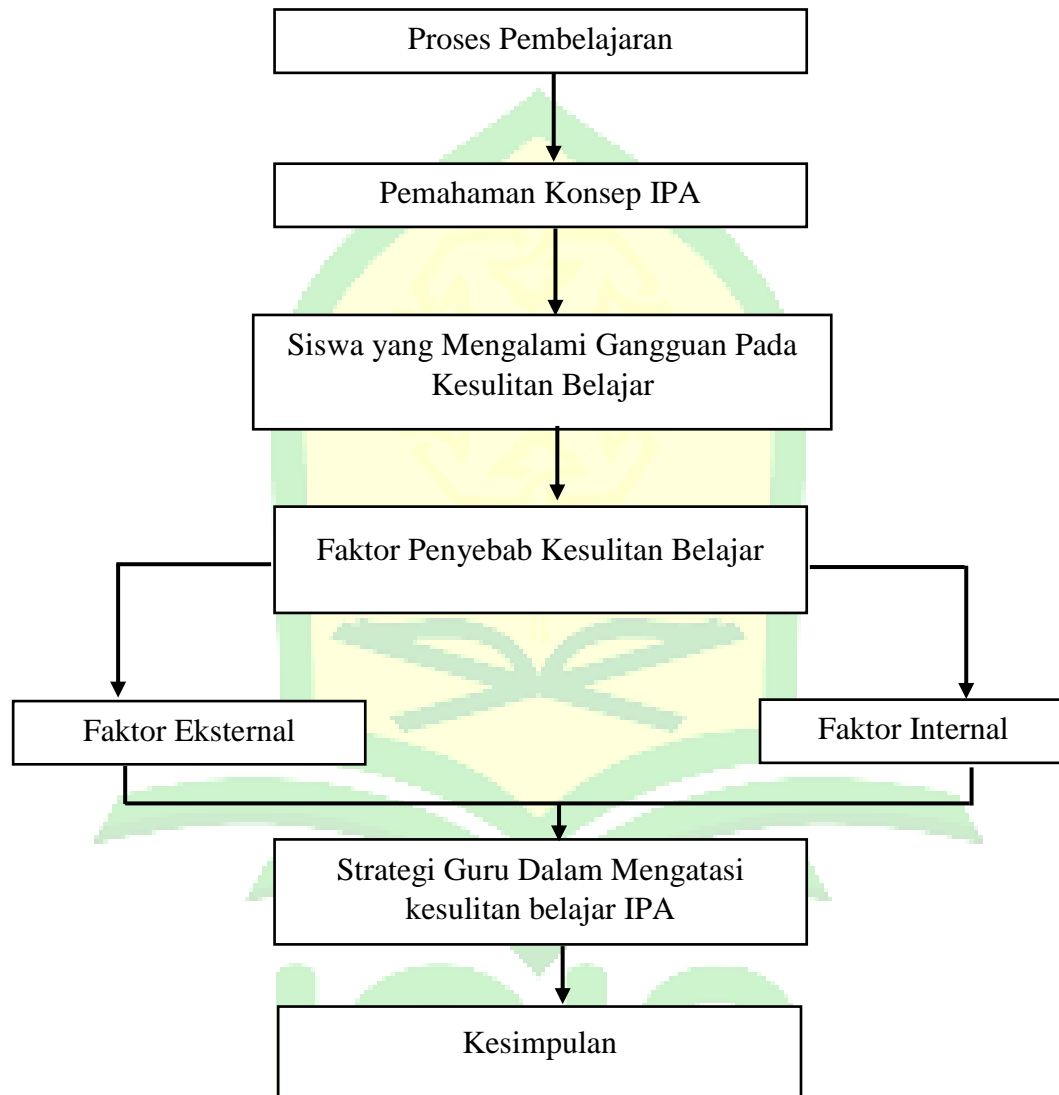 Proses Pembelajaran
Pemahaman Konsep IPA
Siswa yang Mengalami Gangguan Pada
Kesulitan Belajar
Faktor Penyebab Kesulitan Belajar
Faktor Eksternal
Faktor Internal
Strategi Guru Dalam Mengatasi
kesulitan belajar IPA
Kesimpulan